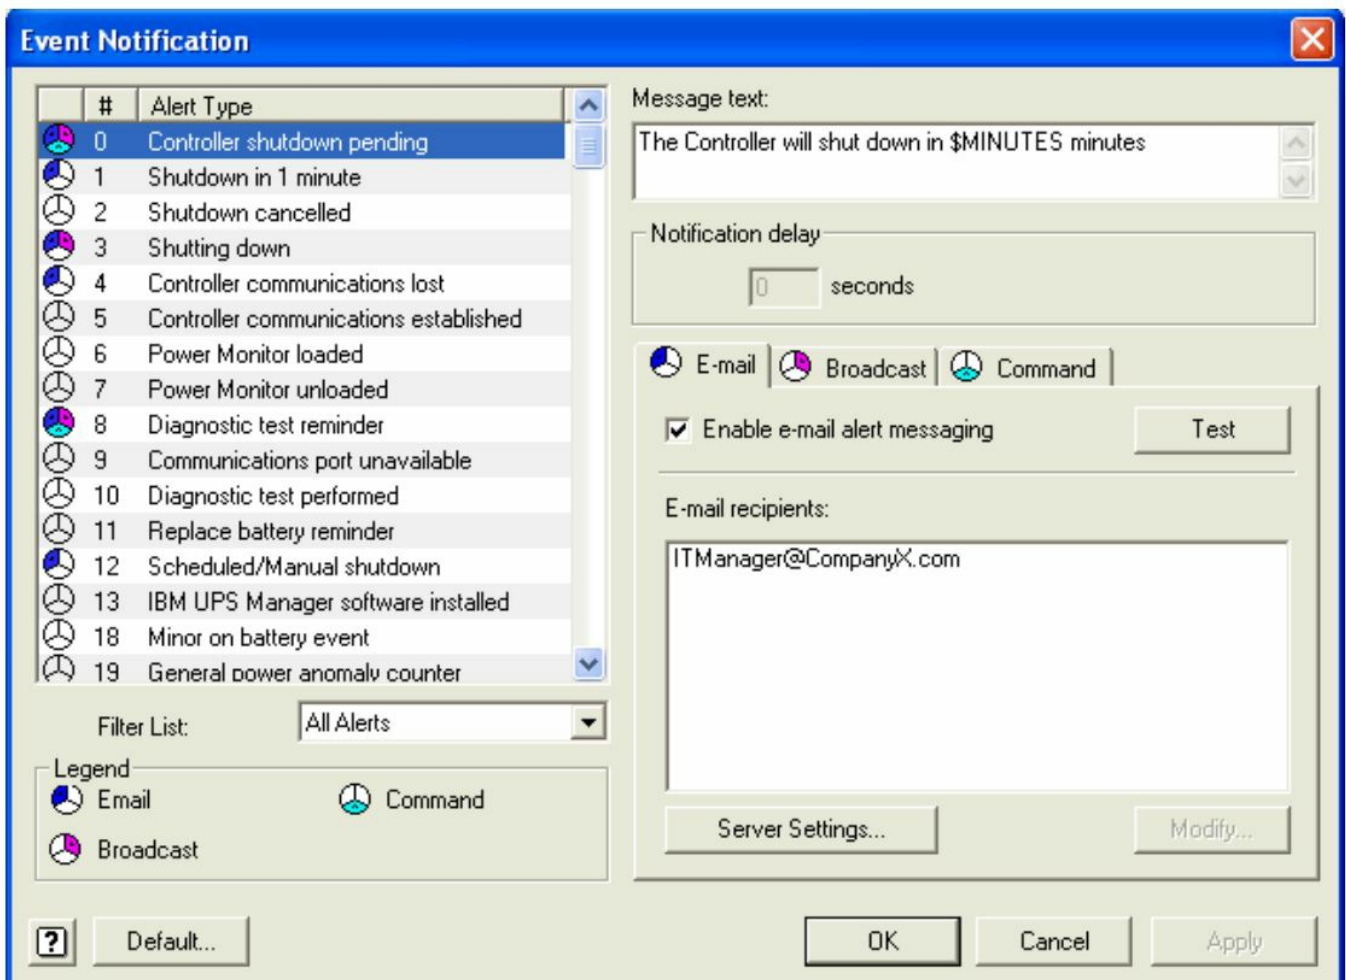 Event Notification
# Alert Type
0 Controller shutdown pending
1 Shutdown in 1 minute
2 Shutdown cancelled
3 Shutting down
4 Controller communications lost
5 Controller communications established
6 Power Monitor loaded
7 Power Monitor unloaded
8 Diagnostic test reminder
9 Communications port unavailable
10 Diagnostic test performed
11 Replace battery reminder
12 Scheduled/Manual shutdown
13 IBM UPS Manager software installed
18 Minor on battery event
19 General power anomaly counter
Filter List: All Alerts
Legend
Email Command
Broadcast
Message text:
The Controller will shut down in $MINUTES minutes
Notification delay
0 seconds
E-mail Broadcast Command
Enable e-mail alert messaging Test
E-mail recipients:
ITManager@CompanyX.com
Server Settings... Modify...
? Default... OK Cancel Apply